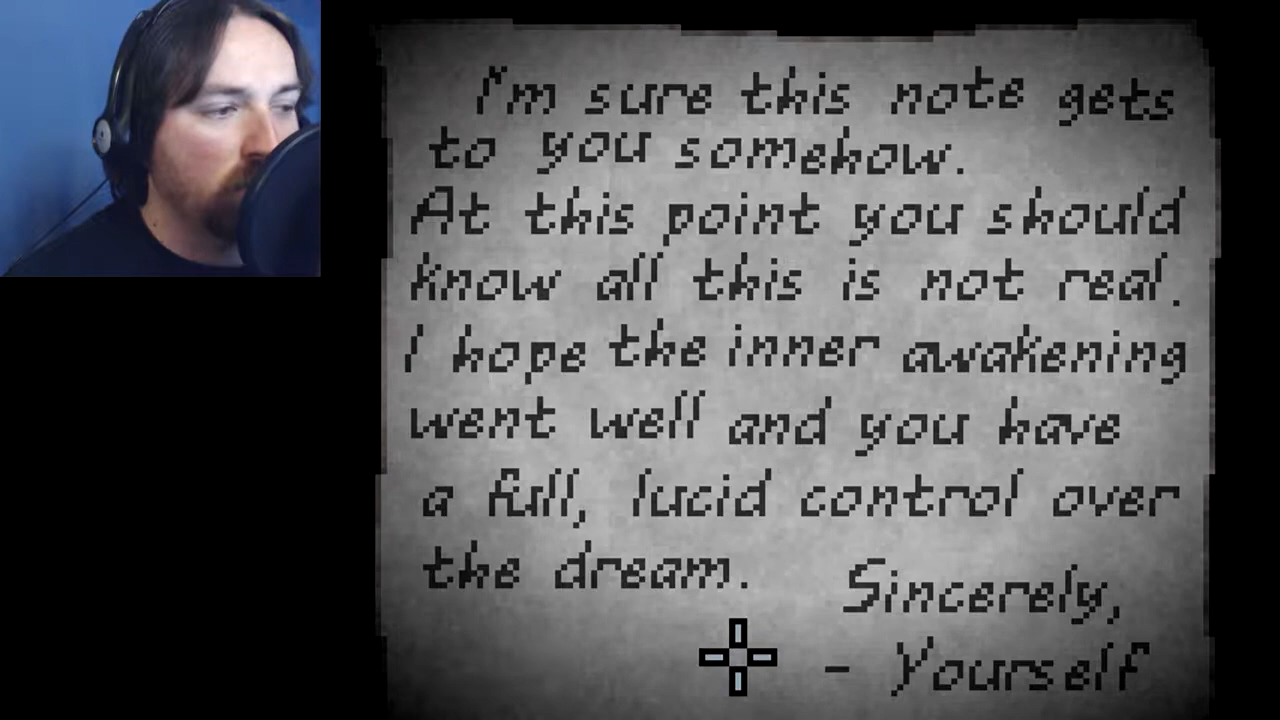 I'm sure this note gets
to you somehow.
At this point you should
know all this is not real.
I hope the inner awakening
went well and you have
a full, lucid control over
the dream.
Sincerely,
- Yourself